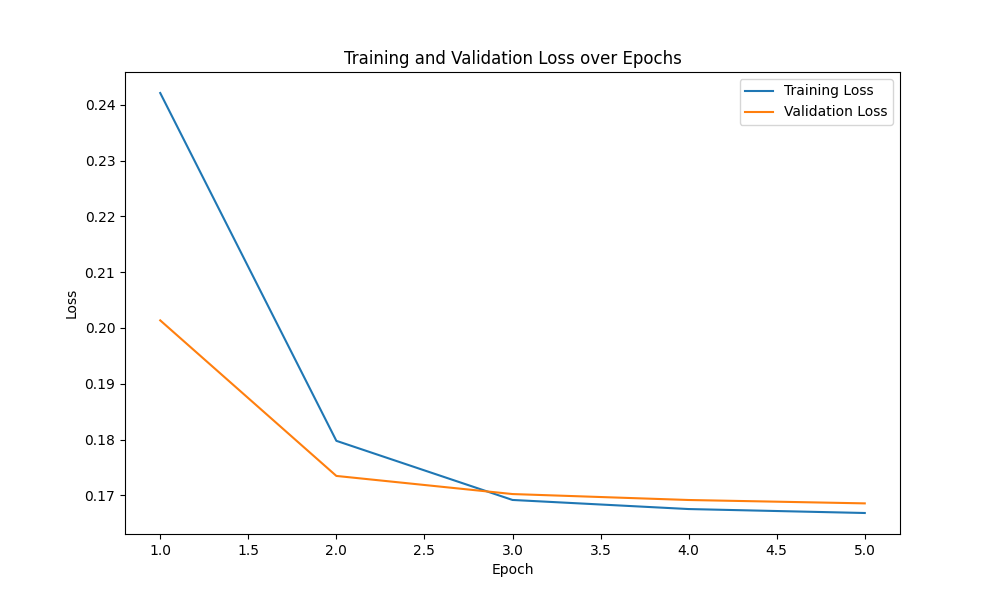 Training and Validation Loss over Epochs
Training Loss
Validation Loss
0.24
0.23
0.22
0.21
0.20
0.19
0.18
0.17
Loss
1.0 1.5 2.0 2.5 3.0 3.5 4.0 4.5 5.0
Epoch